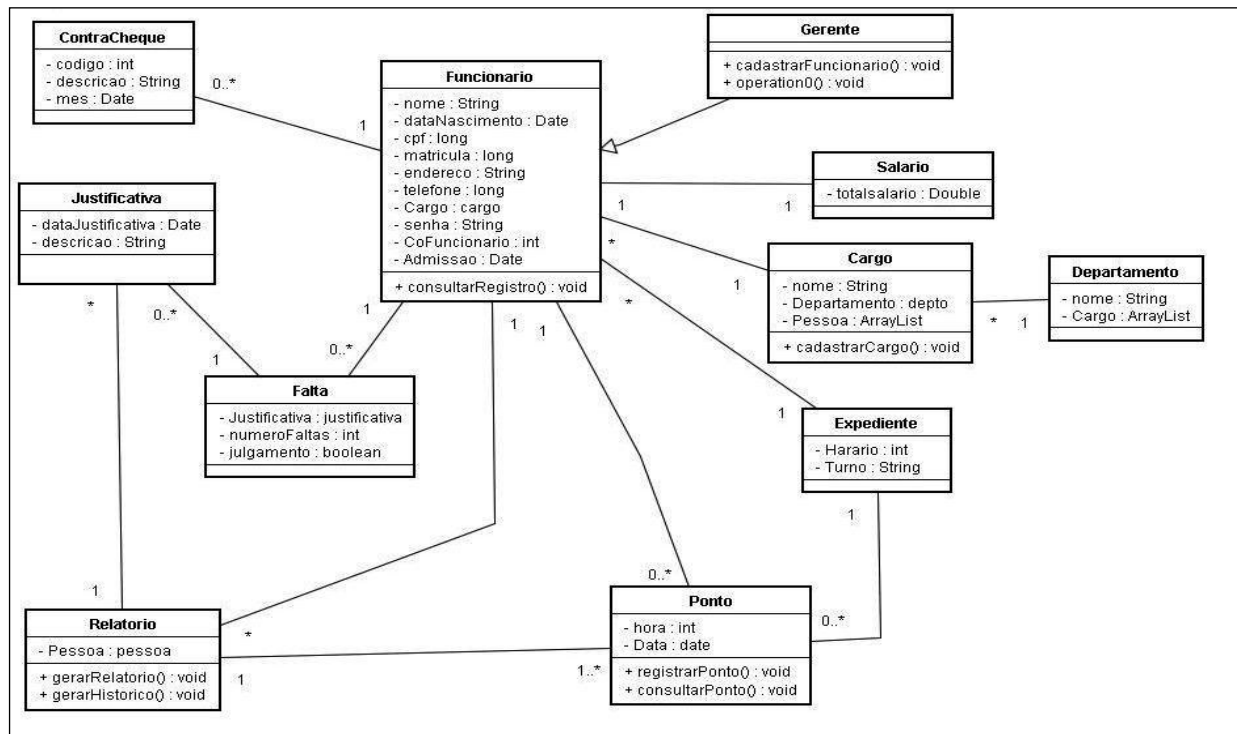 ContraCheque
- codigo : int
- descricao : String
- mes : Date
0..*
1
Funcionario
- nome : String
- dataNascimento : Date
- cpf : long
- matricula : long
- endereco : String
- telefone : long
- Cargo : cargo
- senha : String
- CoFuncionario : int
- Admissao : Date
+ consultarRegistro() : void
Gerente
+ cadastrarFuncionario() : void
+ operation0() : void
Salario
- totalsalario : Double
1
1
Justificativa
- dataJustificativa : Date
- descricao : String
*
0..*
1
1
0..*
Cargo
- nome : String
- Departamento : depto
- Pessoa : ArrayList
+ cadastrarCargo() : void
*
1
Departamento
- nome : String
- Cargo : ArrayList
*
1
Falta
- Justificativa : justificativa
- numeroFaltas : int
- julgamento : boolean
1
1
*
1
Expediente
- Harario : int
- Turno : String
1
0..*
0..*
Relatorio
- Pessoa : pessoa
+ gerarRelatorio() : void
+ gerarHistorico() : void
1
*
1
1..*
Ponto
- hora : int
- Data : date
+ registrarPonto() : void
+ consultarPonto() : void